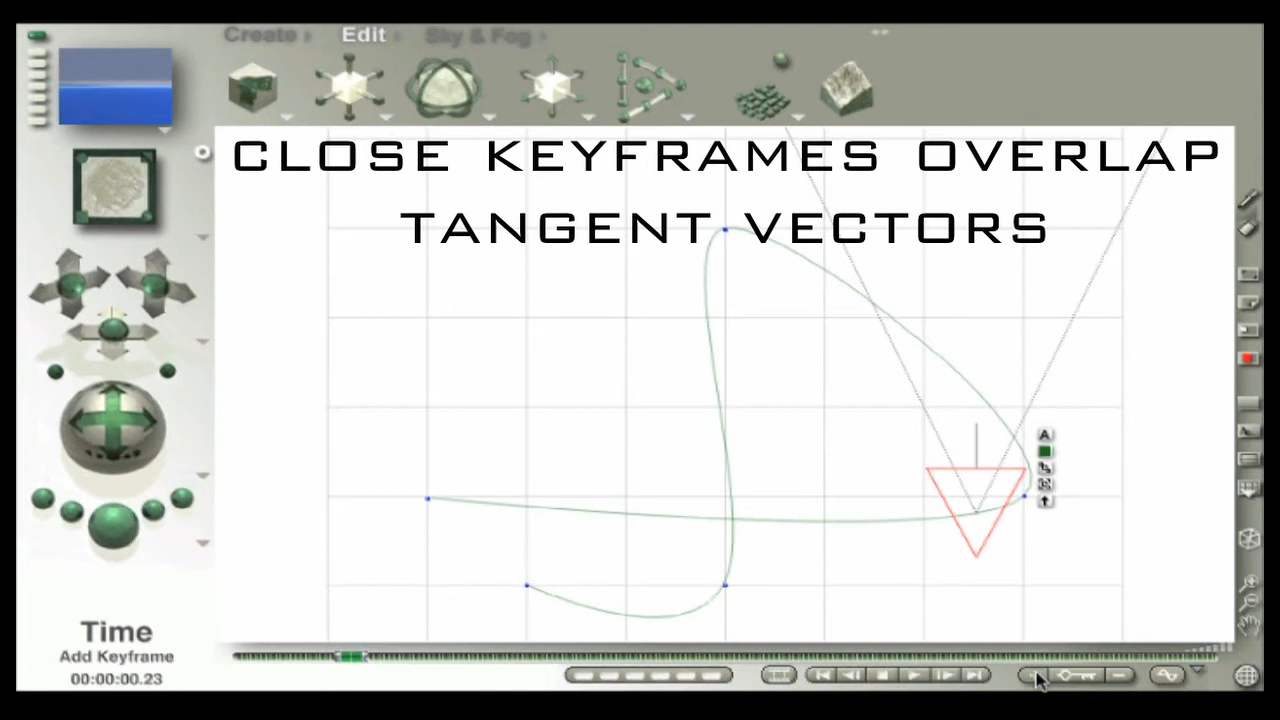 Create
Edit
Sky & Fog
CLOSE KEYFRAMES OVERLAP
TANGENT VECTORS
A
Time
Add Keyframe
00:00:00.23